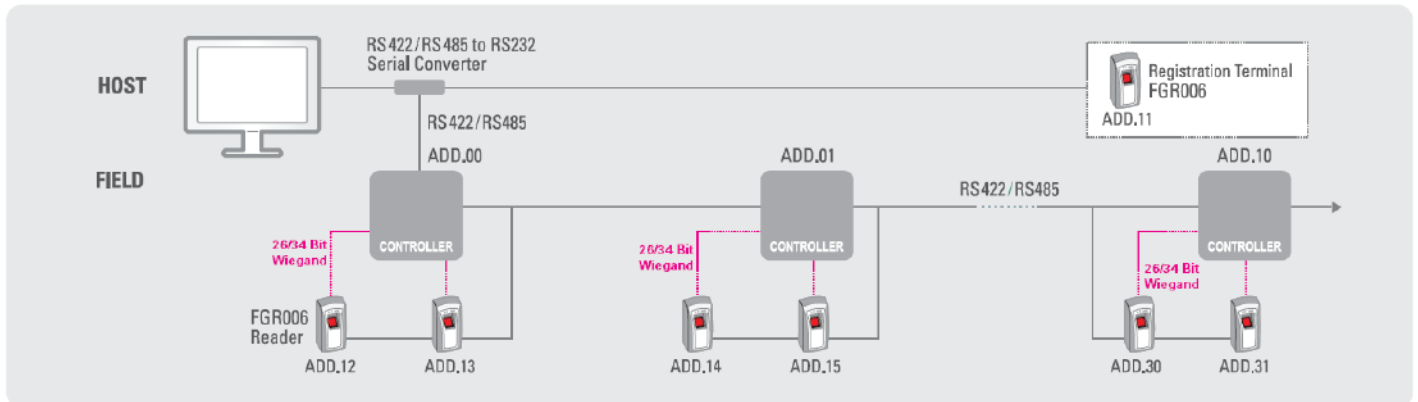 HOST
RS422/RS485 to RS232
Serial Converter
Registration Terminal
FGR006
ADD.11
RS422/RS485
FIELD
ADD.00
ADD.01
RS422/RS485
ADD.10
CONTROLLER
CONTROLLER
CONTROLLER
26/34 Bit
Wiegand
26/34 Bit
Wiegand
26/34 Bit
Wiegand
FGR006
Reader
ADD.12
ADD.13
ADD.14
ADD.15
ADD.30
ADD.31